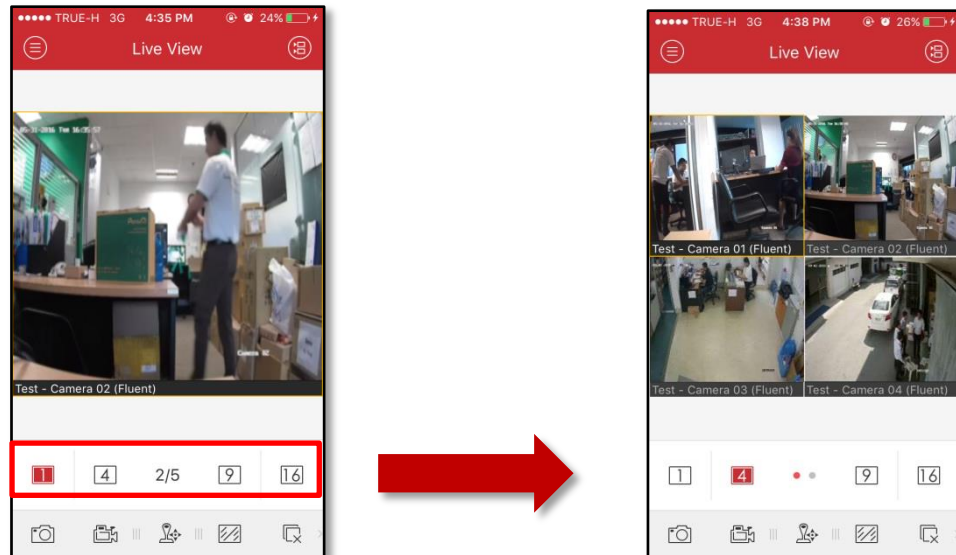 TRUE-H 3G 4:35 PM 24%
Live View
05-31-2016 Tue 16:35:57
Camera 02
Test - Camera 02 (Fluent)
1 4 2/5 9 16
TRUE-H 3G 4:38 PM 26%
Live View
Test - Camera 01 (Fluent) Test - Camera 02 (Fluent)
Test - Camera 03 (Fluent) Test - Camera 04 (Fluent)
1 4 9 16